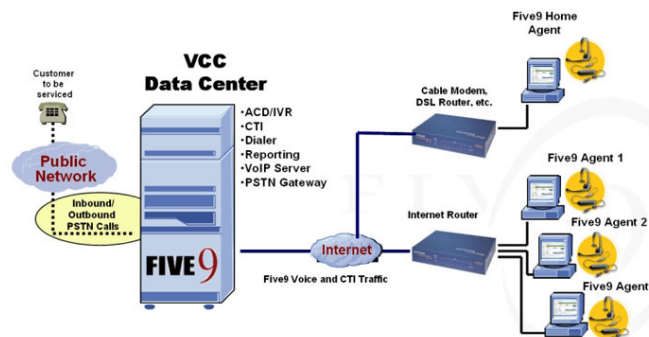 Five9 Home
Agent
VCC
Data Center
Customer
to be
serviced
Cable Modem,
DSL Router, etc.
•ACD/IVR
•CTI
•Dialer
•Reporting
•VoIP Server
•PSTN Gateway
Public
Network
Five9 Agent 1
Inbound/
Outbound
PSTN Calls
Internet Router
Five9 Agent 2
Internet
FIVE9
Five9 Voice and CTI Traffic
Five9 Agent